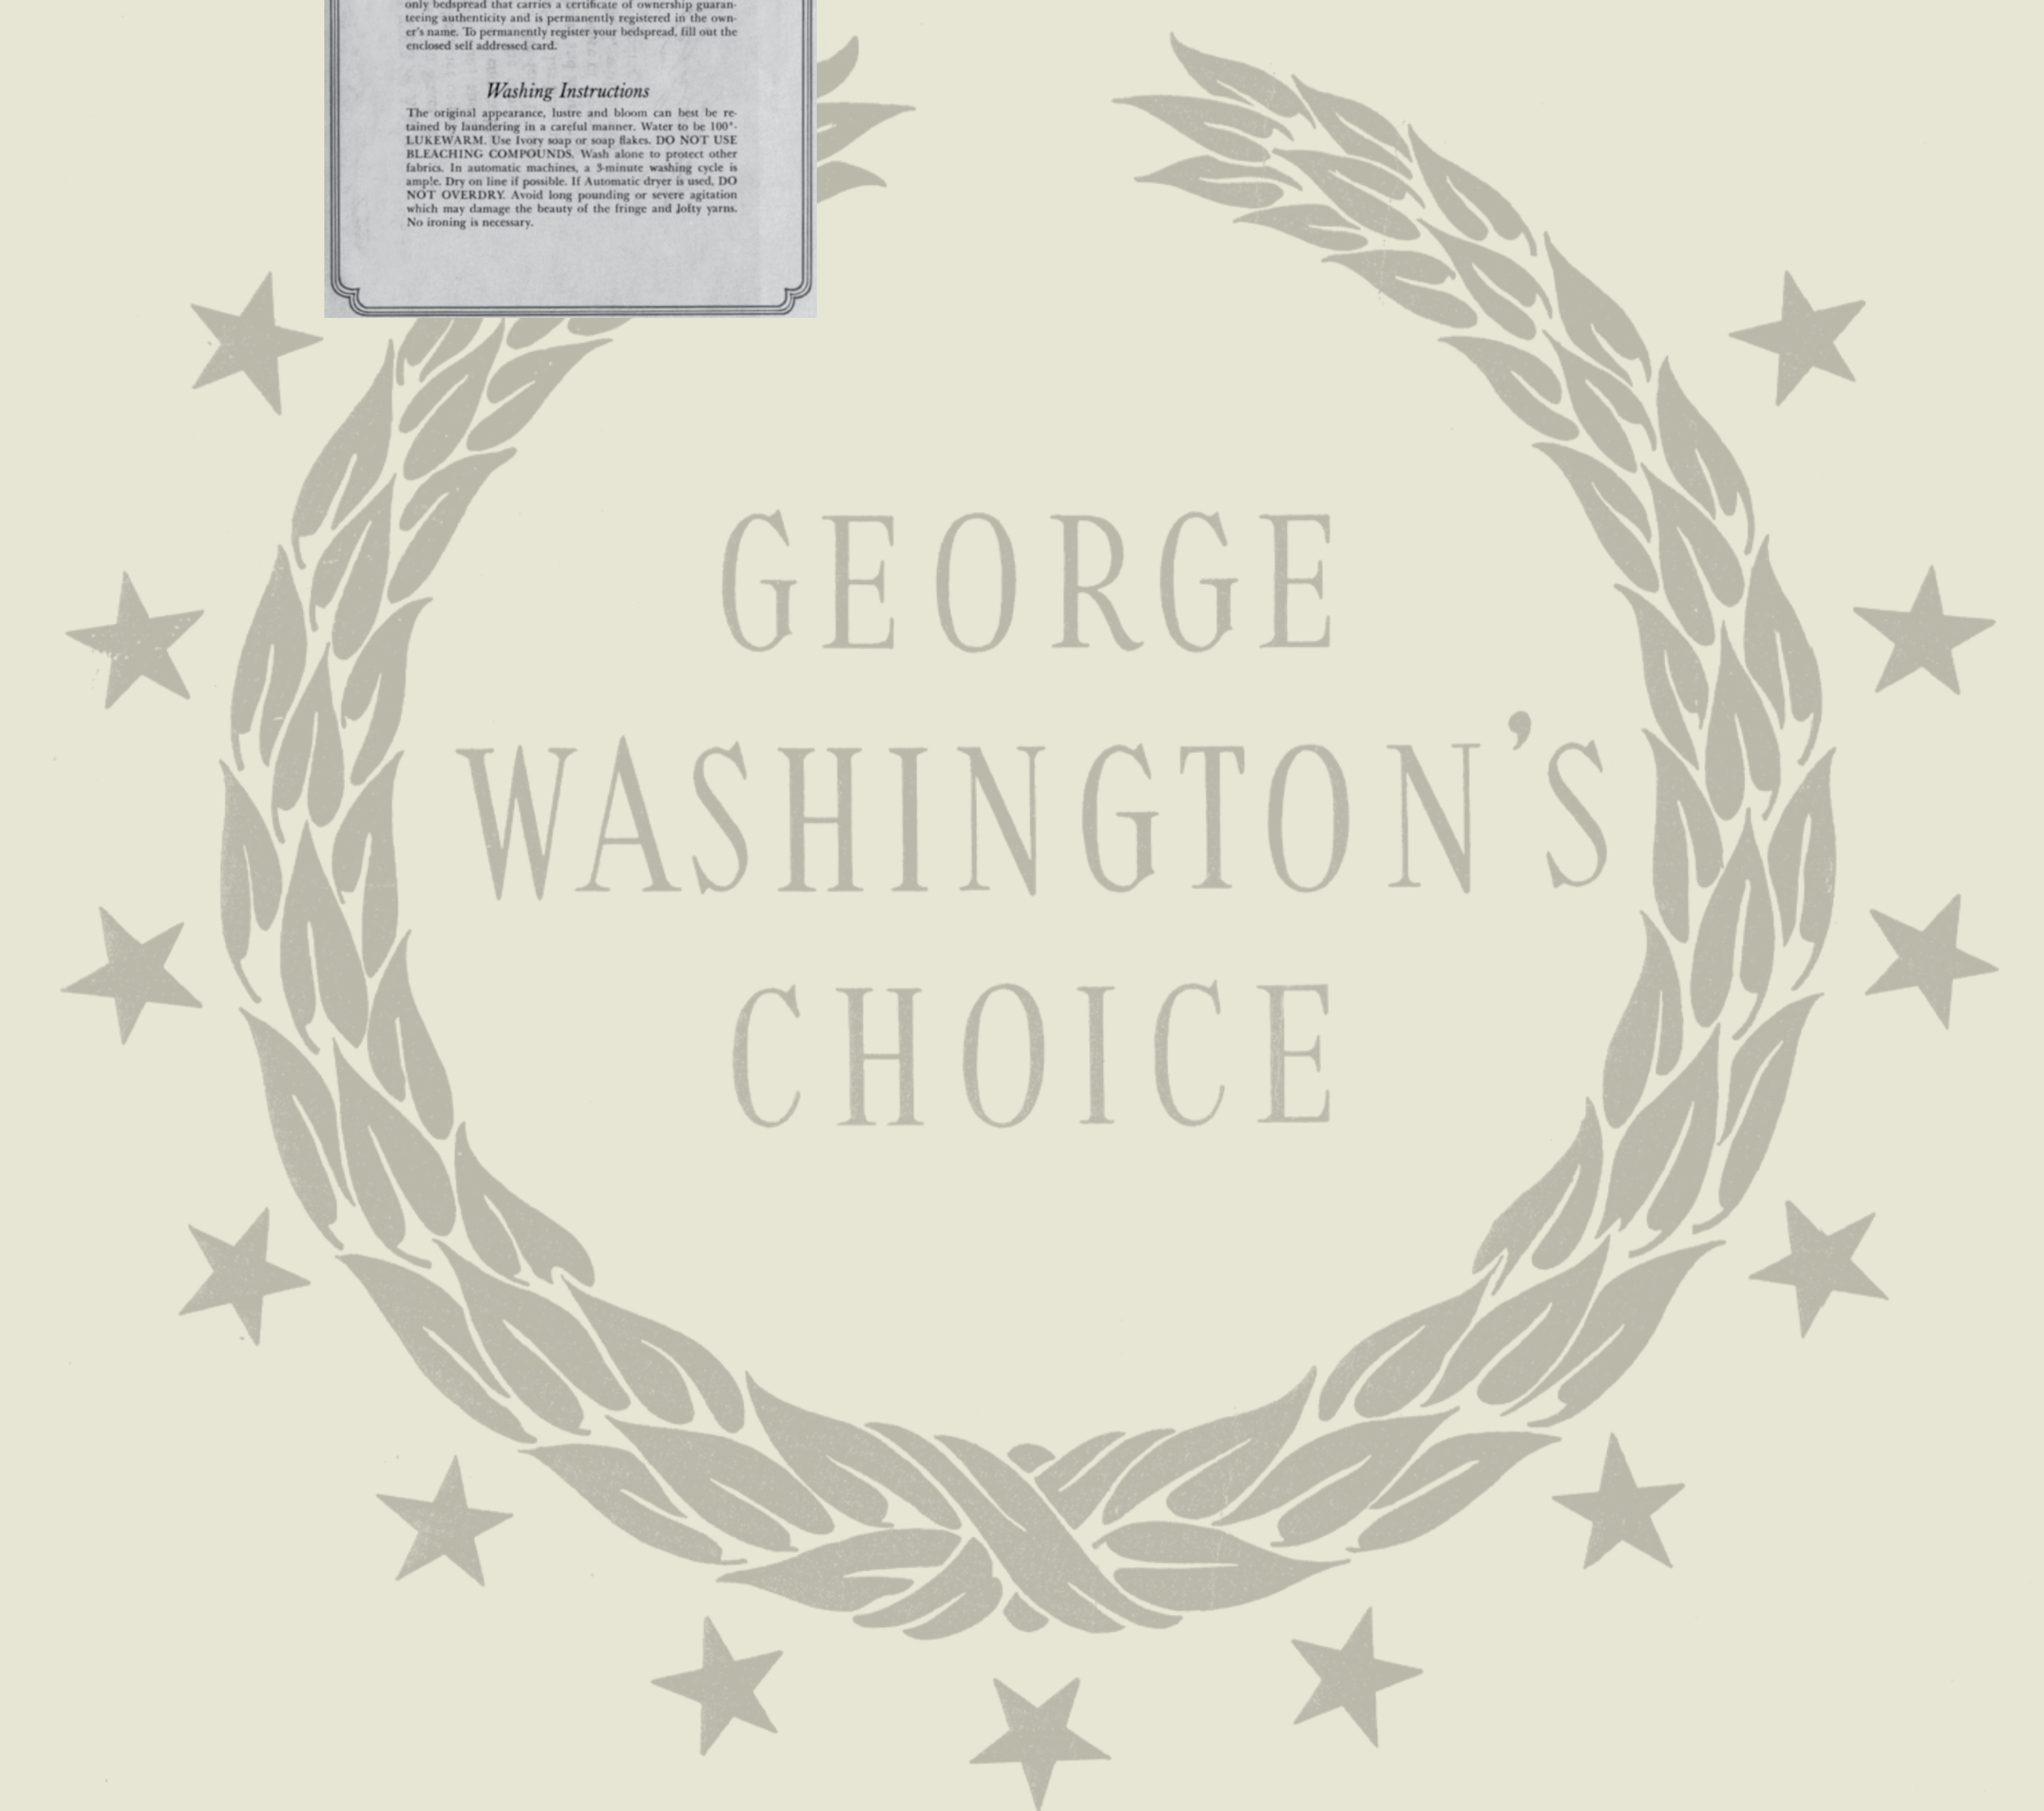 only bedspread that carries a certificate of ownership guaran-
teeing authenticity and is permanently registered in the own-
er's name. To permanently register your bedspread, fill out the
enclosed self addressed card.
Washing Instructions
The original appearance, lustre and bloom can best be re-
tained by laundering in a careful manner. Water to be 100°-
LUKEWARM. Use Ivory soap or soap flakes. DO NOT USE
BLEACHING COMPOUNDS. Wash alone to protect other
fabrics. In automatic machines, a 3-minute washing cycle is
ample. Dry on line if possible. If Automatic dryer is used, DO
NOT OVERDRY. Avoid long pounding or severe agitation
which may damage the beauty of the fringe and lofty yarns.
No ironing is necessary.
GEORGE
WASHINGTON'S
CHOICE